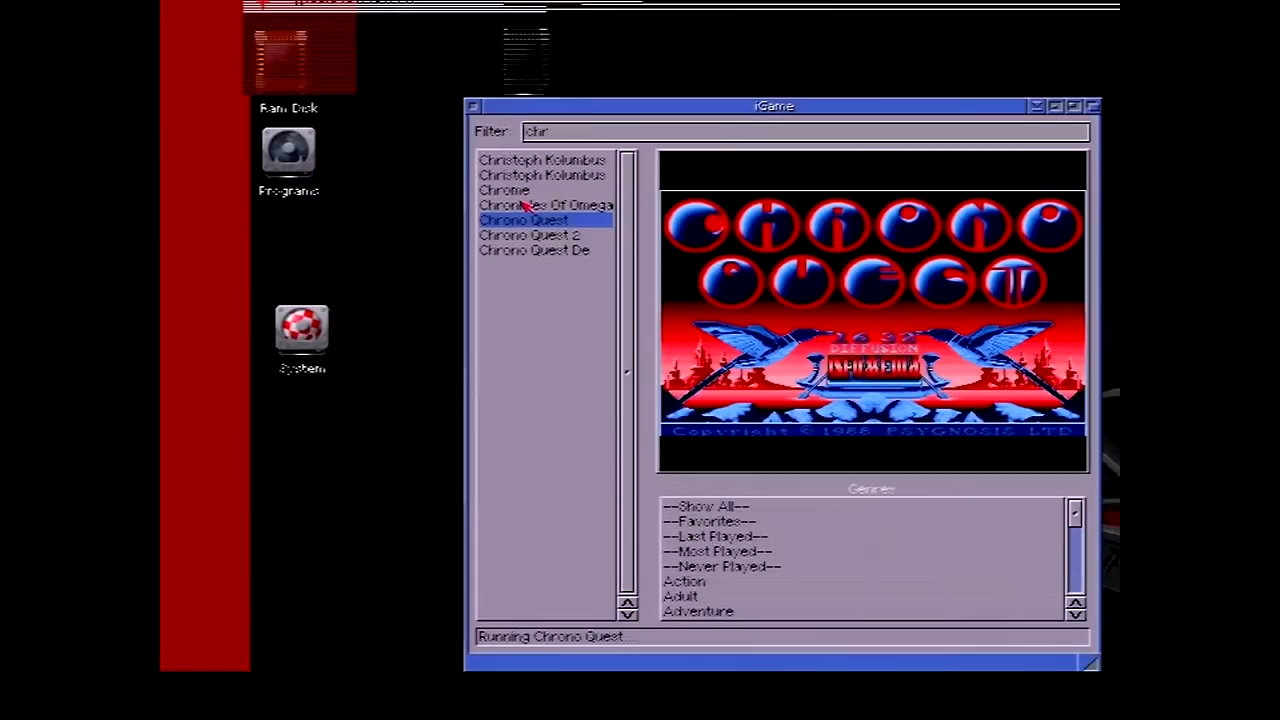 Ram Disk
Programs
System
iGame
Filter: chr
Christoph Kolumbus
Christoph Kolumbus
Chrome
Chronicles Of Omega
Chrono Quest
Chrono Quest 2
Chrono Quest De
CHRONO
QUEST
DIFFUSION
Copyright © 1988 PSYGNOSIS LTD
Genres
--Show All--
--Favorites--
--Last Played--
--Most Played--
--Never Played--
Action
Adult
Adventure
Running Chrono Quest...